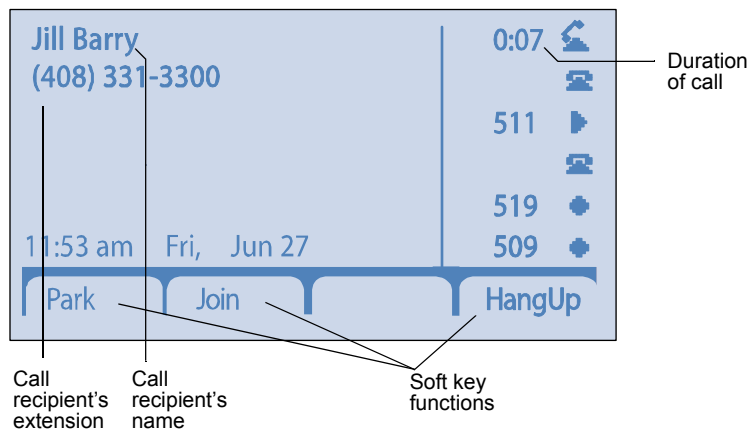 Jill Barry
0:07
(408) 331-3300
Duration
of call
511
519
11:53 am Fri, Jun 27
509
Park
Join
HangUp
Call
recipient's
extension
Call
recipient's
name
Soft key
functions